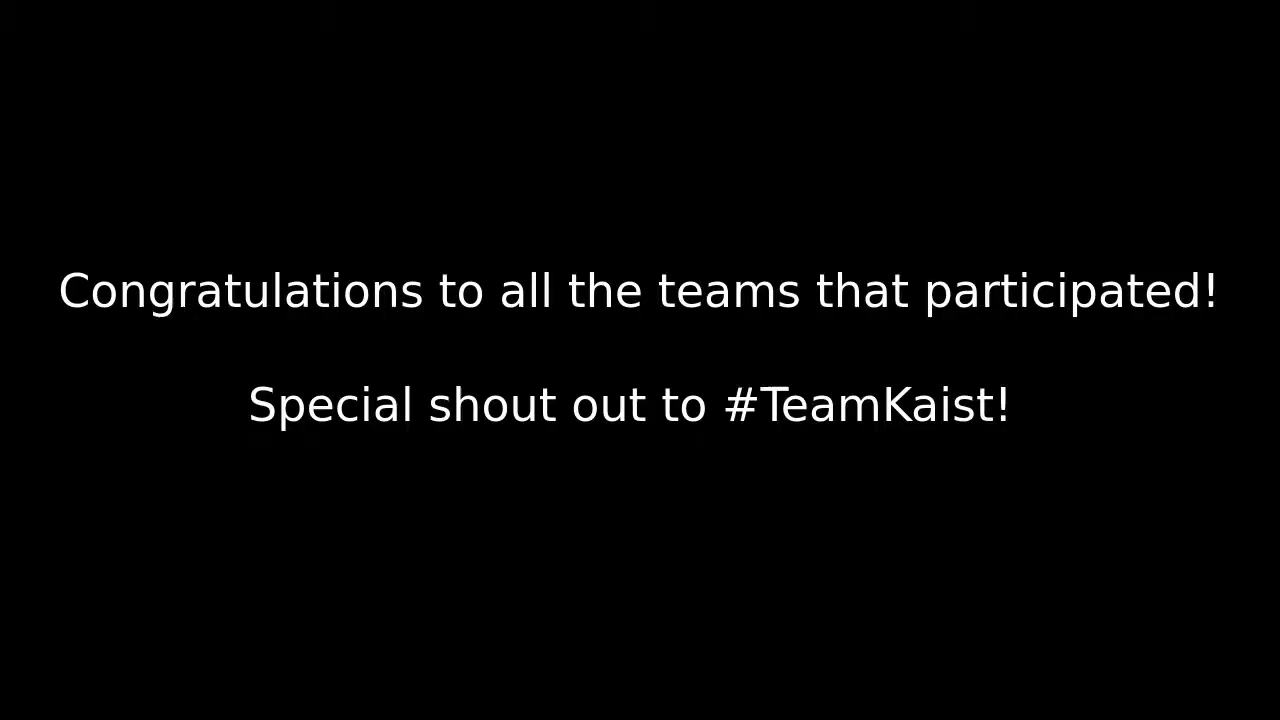 Congratulations to all the teams that participated!
Special shout out to #TeamKaist!